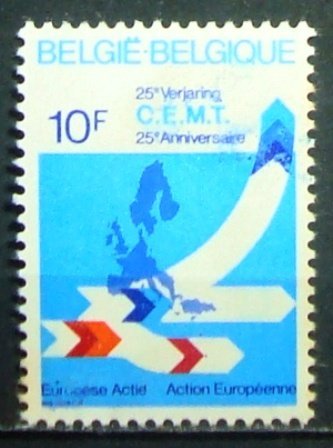 BELGIË·BELGIQUE
25e Verjaring
C.E.M.T.
10F
25e Anniversaire
Europese Actie Action Européenne